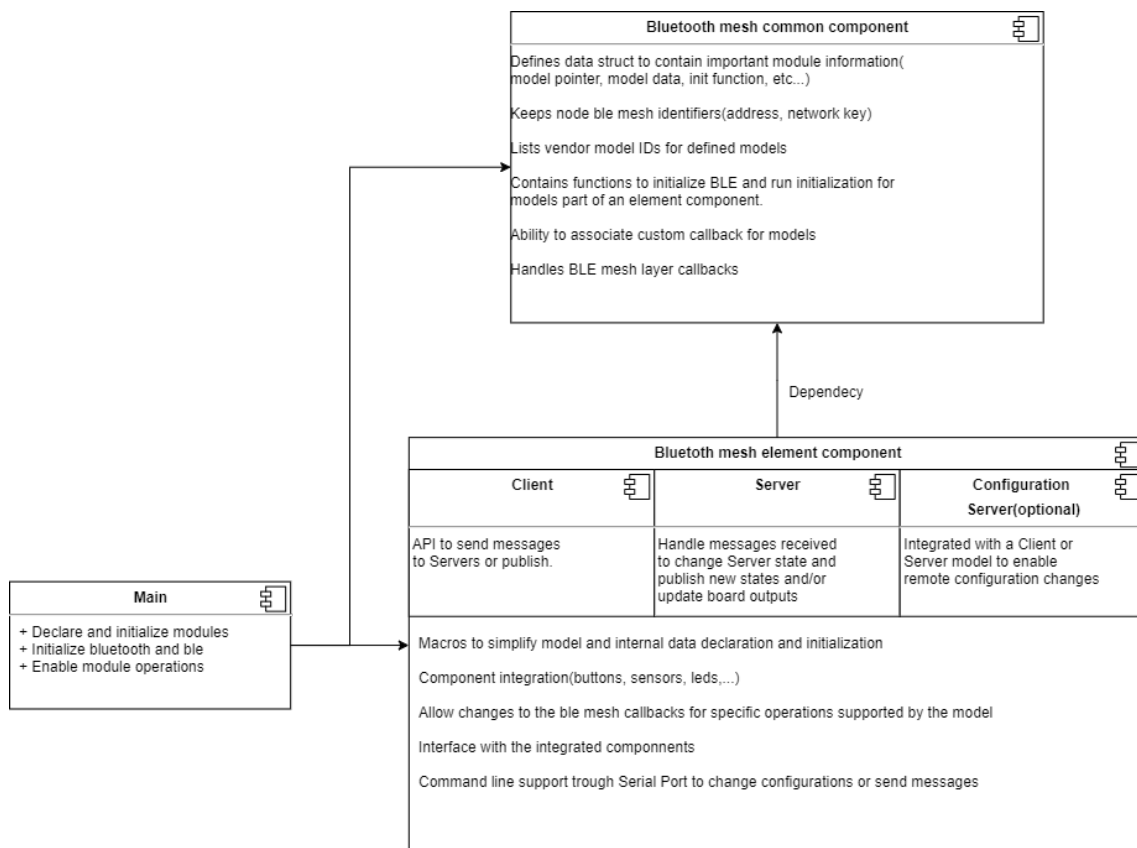 Bluetooth mesh common component
Defines data struct to contain important module information(
model pointer, model data, init function, etc...)
Keeps node ble mesh identifiers(address, network key)
Lists vendor model IDs for defined models
Contains functions to initialize BLE and run initialization for
models part of an element component.
Ability to associate custom callback for models
Handles BLE mesh layer callbacks
Dependecy
Bluetoth mesh element component
Client
API to send messages
to Servers or publish.
Server
Handle messages received
to change Server state and
publish new states and/or
update board outputs
Configuration
Server(optional)
Integrated with a Client or
Server model to enable
remote configuration changes
Main
+ Declare and initialize modules
+ Initialize bluetooth and ble
+ Enable module operations
Macros to simplify model and internal data declaration and initialization
Component integration(buttons, sensors, leds,...)
Allow changes to the ble mesh callbacks for specific operations supported by the model
Interface with the integrated componnents
Command line support trough Serial Port to change configurations or send messages